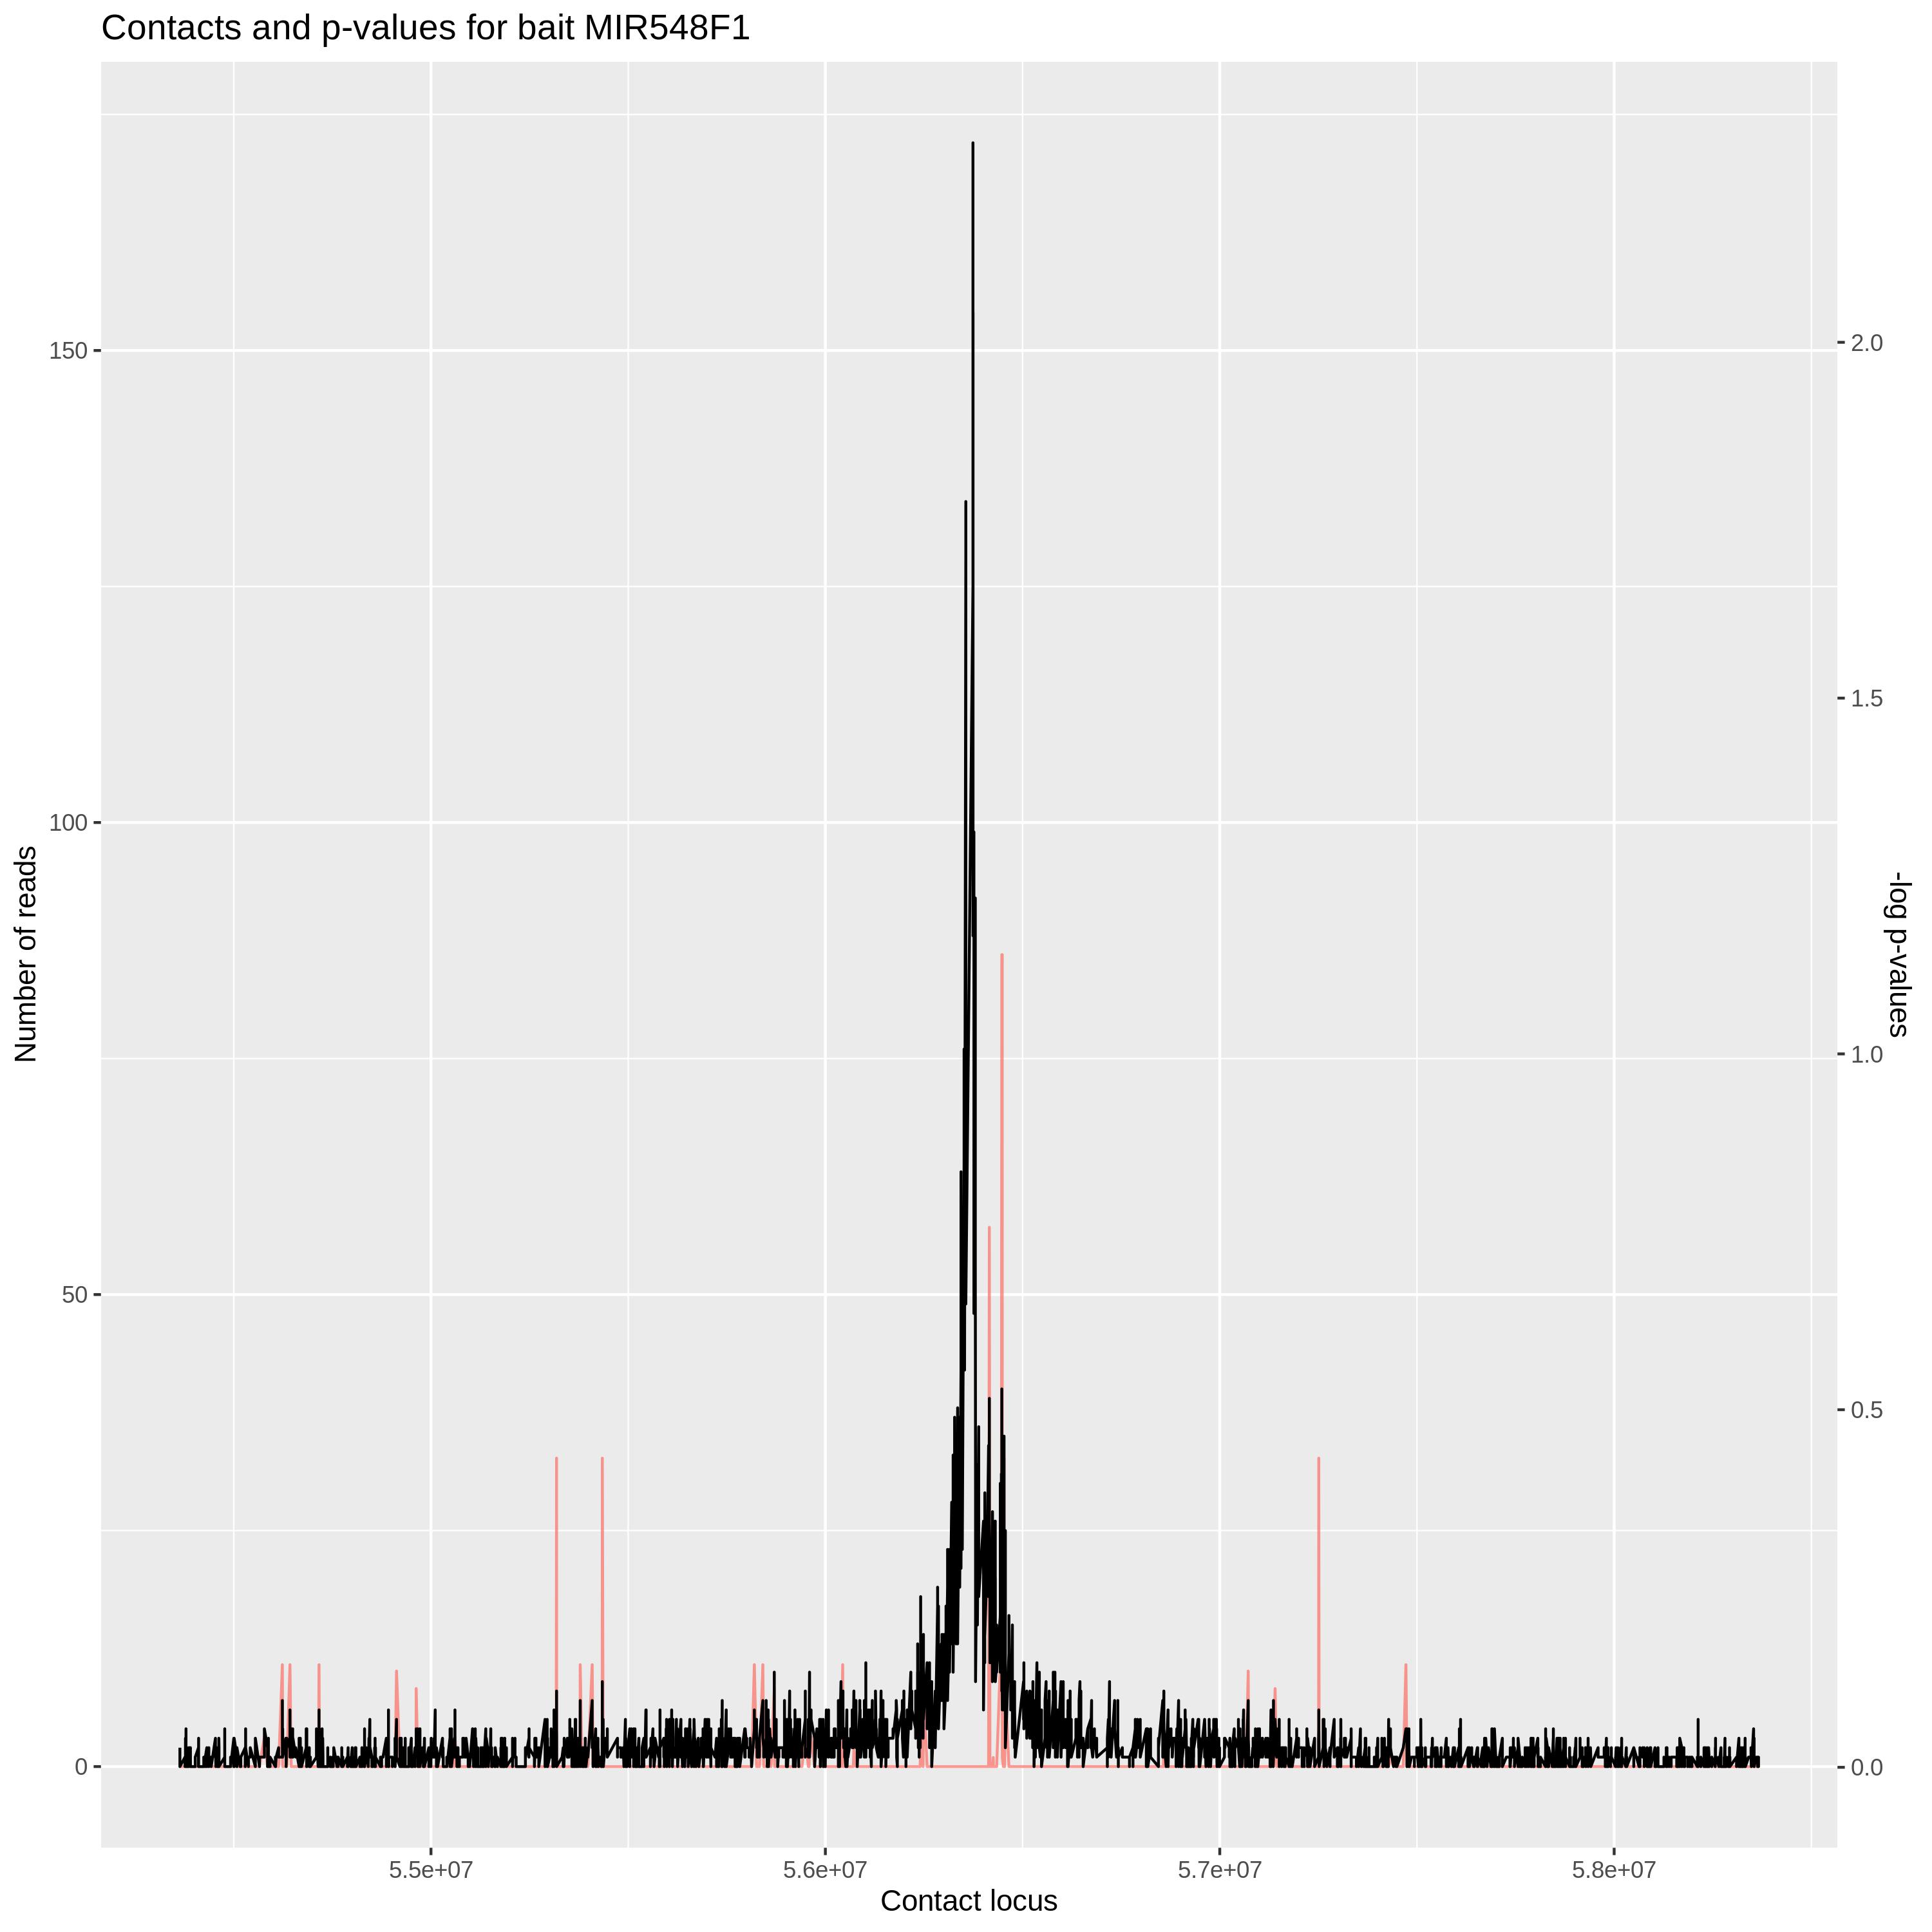 Contacts and p-values for bait MIR548F1
Number of reads
150
100
50
0
2.0
1.5
1.0
0.5
0.0
-log p-values
5.5e+07 5.6e+07 5.7e+07 5.8e+07
Contact locus